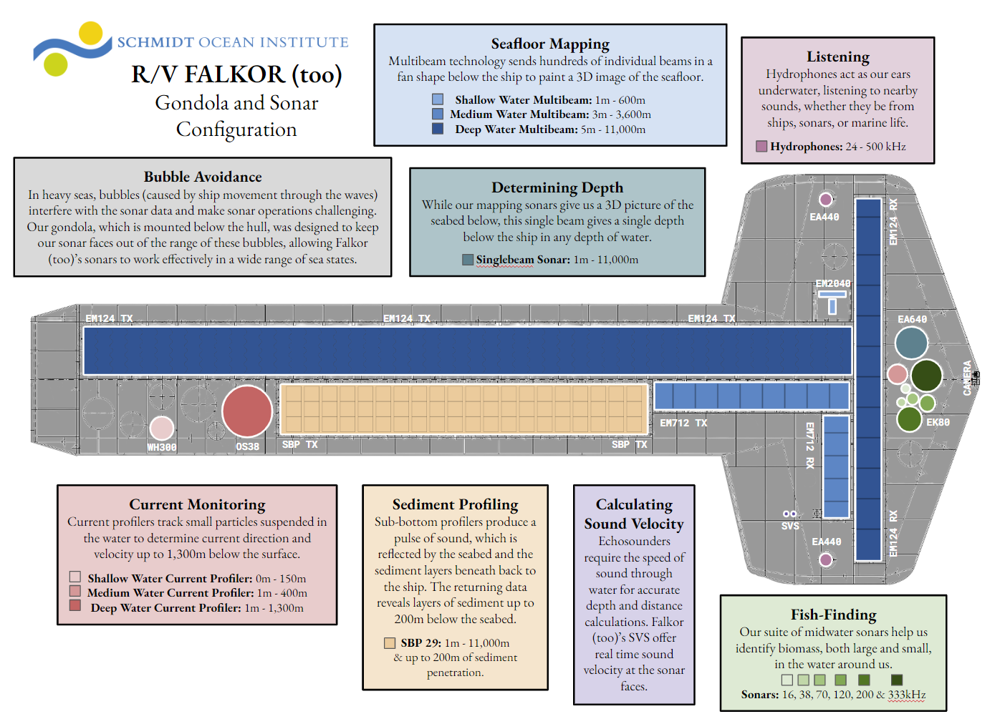 SCHMIDT OCEAN INSTITUTE
R/V FALKOR (too)
Gondola and Sonar
Configuration
Seafloor Mapping
Multibeam technology sends hundreds of individual beams in a
fan shape below the ship to paint a 3D image of the seafloor.
Shallow Water Multibeam: 1m - 600m
Medium Water Multibeam: 3m - 3,600m
Deep Water Multibeam: 5m - 11,000m
Listening
Hydrophones act as our ears
underwater, listening to nearby
sounds, whether they be from
ships, sonars, or marine life.
Hydrophones: 24 - 500 kHz
Bubble Avoidance
In heavy seas, bubbles (caused by ship movement through the waves)
interfere with the sonar data and make sonar operations challenging.
Our gondola, which is mounted below the hull, was designed to keep
our sonar faces out of the range of these bubbles, allowing Falkor
(too)'s sonars to work effectively in a wide range of sea states.
Determining Depth
While our mapping sonars give us a 3D picture of the
seabed below, this single beam gives a single depth
below the ship in any depth of water.
Singlebeam Sonar: 1m - 11,000m
EA440
EM124 RX
EM2040
EM124 TX
EM124 TX
EM124 TX
EA640
CAMERA
EK80
EM712 TX
EM712 RX
WH300
OS38
SBP TX
SBP TX
SVS
EM124 RX
EA440
Current Monitoring
Current profilers track small particles suspended in
the water to determine current direction and
velocity up to 1,300m below the surface.
Shallow Water Current Profiler: 0m - 150m
Medium Water Current Profiler: 1m - 400m
Deep Water Current Profiler: 1m - 1,300m
Sediment Profiling
Sub-bottom profilers produce a
pulse of sound, which is
reflected by the seabed and the
sediment layers beneath back to
the ship. The returning data
reveals layers of sediment up to
200m below the seabed.
SBP 29: 1m - 11,000m
& up to 200m of sediment
penetration.
Calculating
Sound Velocity
Echosounders
require the speed of
sound through
water for accurate
depth and distance
calculations. Falkor
(too)'s SVS offer
real time sound
velocity at the sonar
faces.
Fish-Finding
Our suite of midwater sonars help us
identify biomass, both large and small,
in the water around us.
Sonars: 16, 38, 70, 120, 200 & 333kHz